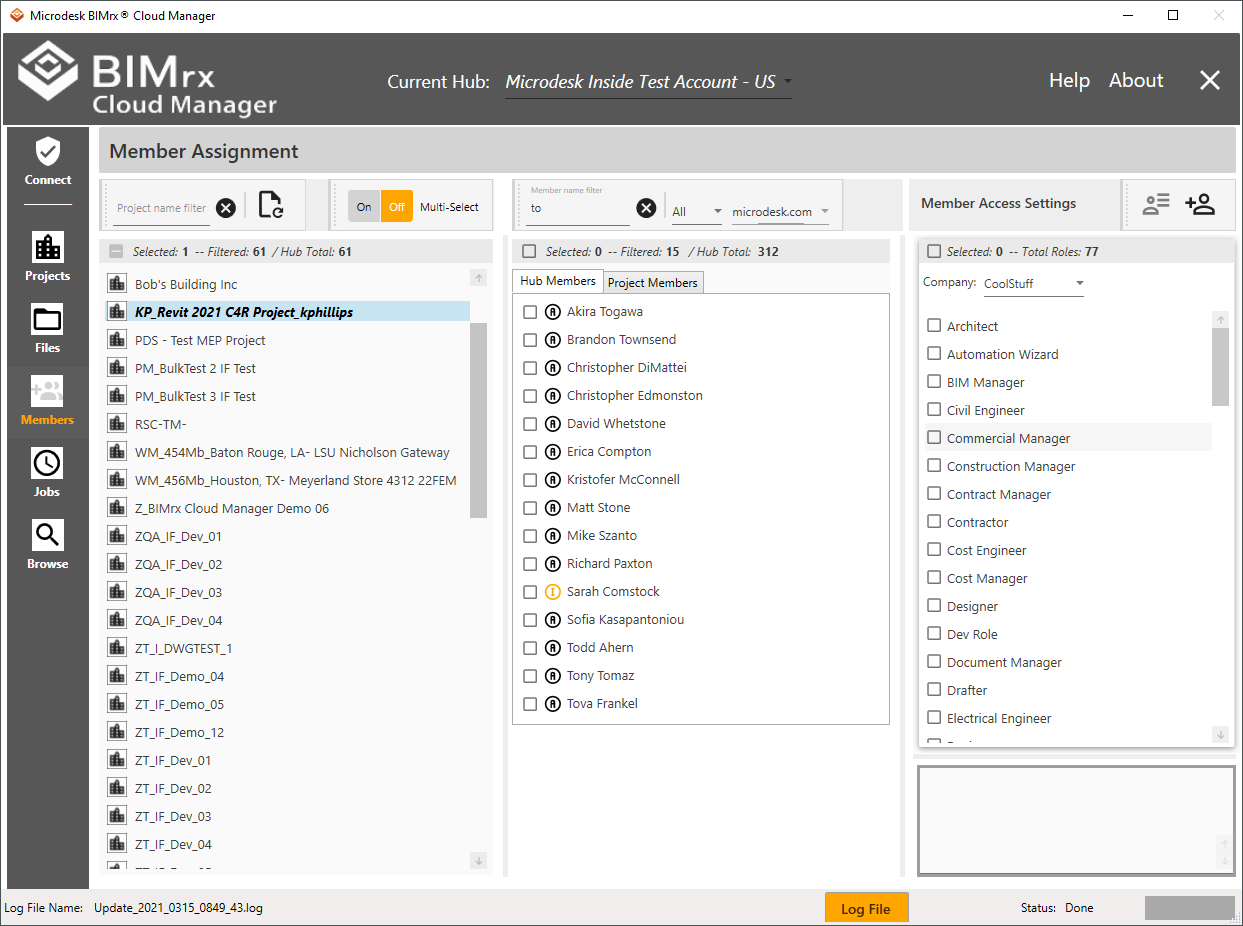 Microdesk BIMrx® Cloud Manager
BIMrx
Cloud Manager
Current Hub: Microdesk Inside Test Account - US
Help About
Connect
Projects
Files
Members
Jobs
Browse
Member Assignment
Project name filter
On Off Multi-Select
Member name filter
to
All
microdesk.com
Member Access Settings
Selected: 1 -- Filtered: 61 / Hub Total: 61
Bob's Building Inc
KP_Revit 2021 C4R Project_kphillips
PDS - Test MEP Project
PM_BulkTest 2 IF Test
PM_BulkTest 3 IF Test
RSC-TM-
WM_454Mb_Baton Rouge, LA- LSU Nicholson Gateway
WM_456Mb_Houston, TX- Meyerland Store 4312 22FEM
Z_BIMrx Cloud Manager Demo 06
ZQA_IF_Dev_01
ZQA_IF_Dev_02
ZQA_IF_Dev_03
ZQA_IF_Dev_04
ZT_I_DWGTEST_1
ZT_IF_Demo_04
ZT_IF_Demo_05
ZT_IF_Demo_12
ZT_IF_Dev_01
ZT_IF_Dev_02
ZT_IF_Dev_03
ZT_IF_Dev_04
Selected: 0 -- Filtered: 15 / Hub Total: 312
Hub Members Project Members
A Akira Togawa
A Brandon Townsend
A Christopher DiMattei
A Christopher Edmonston
A David Whetstone
A Erica Compton
A Kristofer McConnell
A Matt Stone
A Mike Szanto
A Richard Paxton
I Sarah Comstock
A Sofia Kasapantoniou
A Todd Ahern
A Tony Tomaz
A Tova Frankel
Selected: 0 -- Total Roles: 77
Company: CoolStuff
Architect
Automation Wizard
BIM Manager
Civil Engineer
Commercial Manager
Construction Manager
Contract Manager
Contractor
Cost Engineer
Cost Manager
Designer
Dev Role
Document Manager
Drafter
Electrical Engineer
Log File Name: Update_2021_0315_0849_43.log
Log File
Status: Done